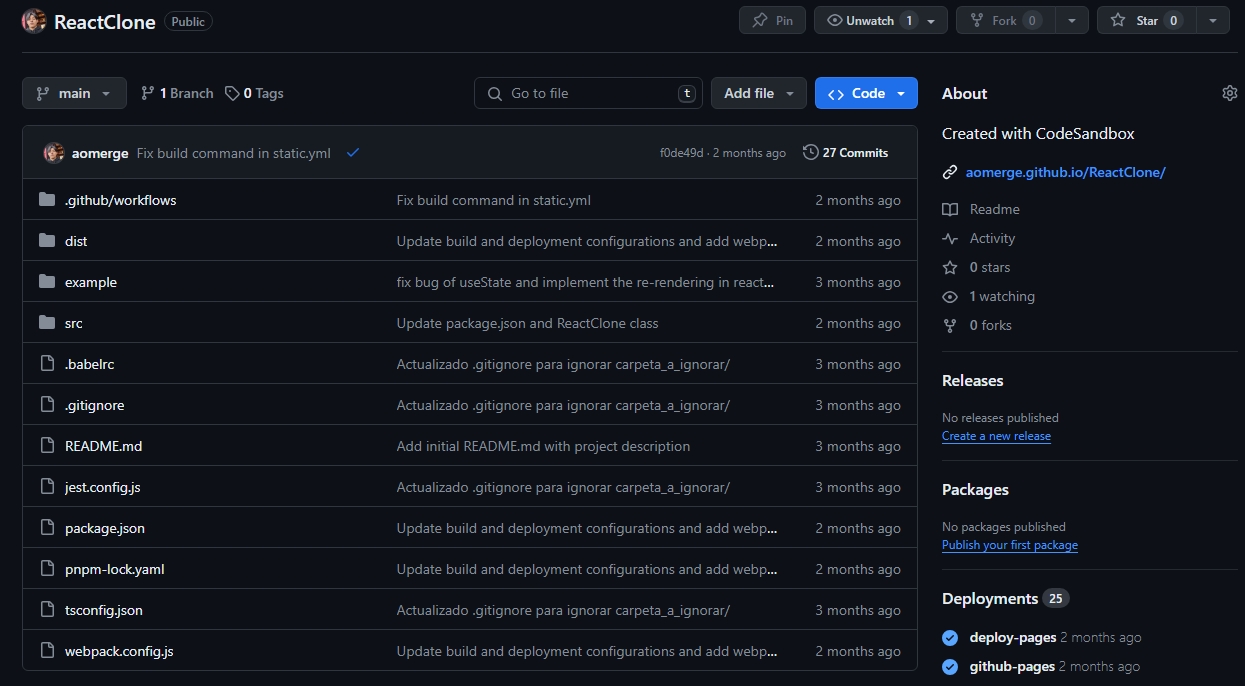 ReactClone Public Pin Unwatch 1 Fork 0 Star 0
main 1 Branch 0 Tags Go to file t Add file Code
aomerge Fix build command in static.yml f0de49d · 2 months ago 27 Commits
.github/workflows Fix build command in static.yml 2 months ago
dist Update build and deployment configurations and add webp... 2 months ago
example fix bug of useState and implement the re-rendering in react... 3 months ago
src Update package.json and ReactClone class 2 months ago
.babelrc Actualizado .gitignore para ignorar carpeta_a_ignorar/ 3 months ago
.gitignore Actualizado .gitignore para ignorar carpeta_a_ignorar/ 3 months ago
README.md Add initial README.md with project description 3 months ago
jest.config.js Actualizado .gitignore para ignorar carpeta_a_ignorar/ 3 months ago
package.json Update build and deployment configurations and add webp... 2 months ago
pnpm-lock.yaml Update build and deployment configurations and add webp... 2 months ago
tsconfig.json Actualizado .gitignore para ignorar carpeta_a_ignorar/ 3 months ago
webpack.config.js Update build and deployment configurations and add webp... 2 months ago
About
Created with CodeSandbox
aomerge.github.io/ReactClone/
Readme
Activity
0 stars
1 watching
0 forks
Releases
No releases published
Create a new release
Packages
No packages published
Publish your first package
Deployments 25
deploy-pages 2 months ago
github-pages 2 months ago